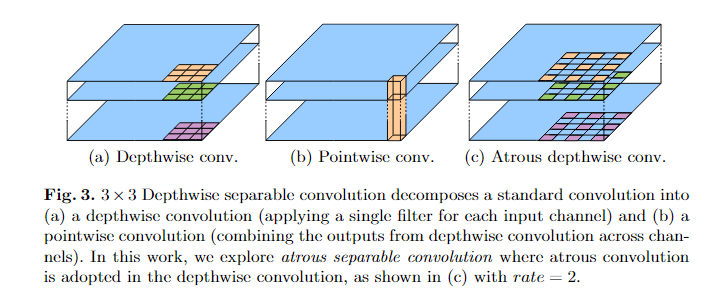 (a) Depthwise conv.
(b) Pointwise conv.
(c) Atrous depthwise conv.
Fig. 3. 3 × 3 Depthwise separable convolution decomposes a standard convolution into
(a) a depthwise convolution (applying a single filter for each input channel) and (b) a
pointwise convolution (combining the outputs from depthwise convolution across chan-
nels). In this work, we explore atrous separable convolution where atrous convolution
is adopted in the depthwise convolution, as shown in (c) with rate = 2.